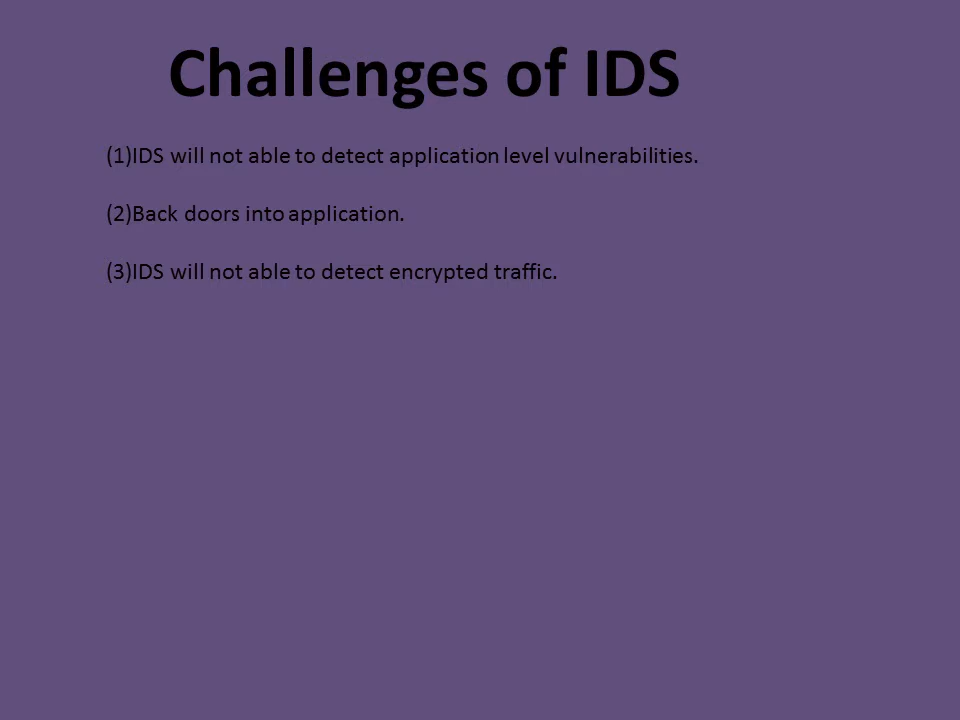 Challenges of IDS
(1)IDS will not able to detect application level vulnerabilities.
(2)Back doors into application.
(3)IDS will not able to detect encrypted traffic.